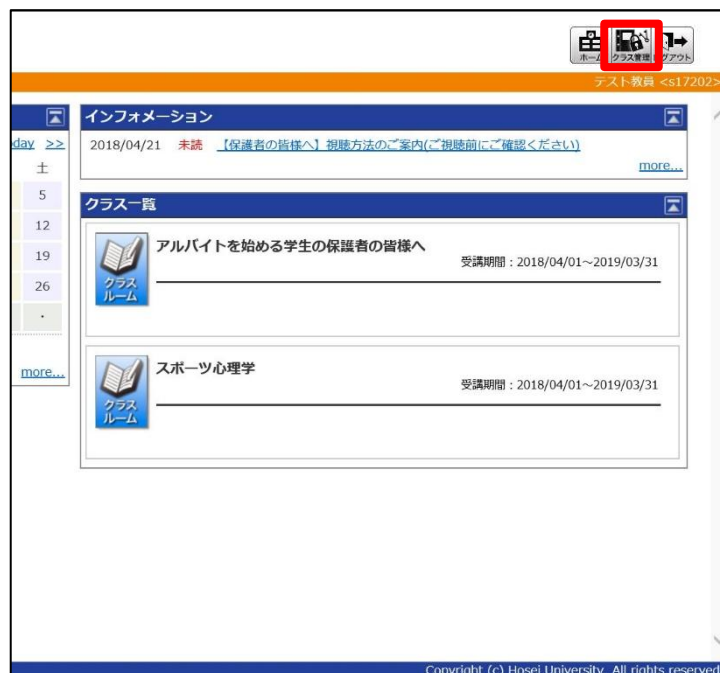 ホーム クラス管理 ログアウト
テスト教員 <s17202>
day >>
土
5
12
19
26
・
more...
インフォメーション
2018/04/21 未読 【保護者の皆様へ】視聴方法のご案内(ご視聴前にご確認ください)
more...
クラス一覧
クラス
ルーム
アルバイトを始める学生の保護者の皆様へ
受講期間：2018/04/01～2019/03/31
クラス
ルーム
スポーツ心理学
受講期間：2018/04/01～2019/03/31
Copyright (c) Hosei University. All rights reserved